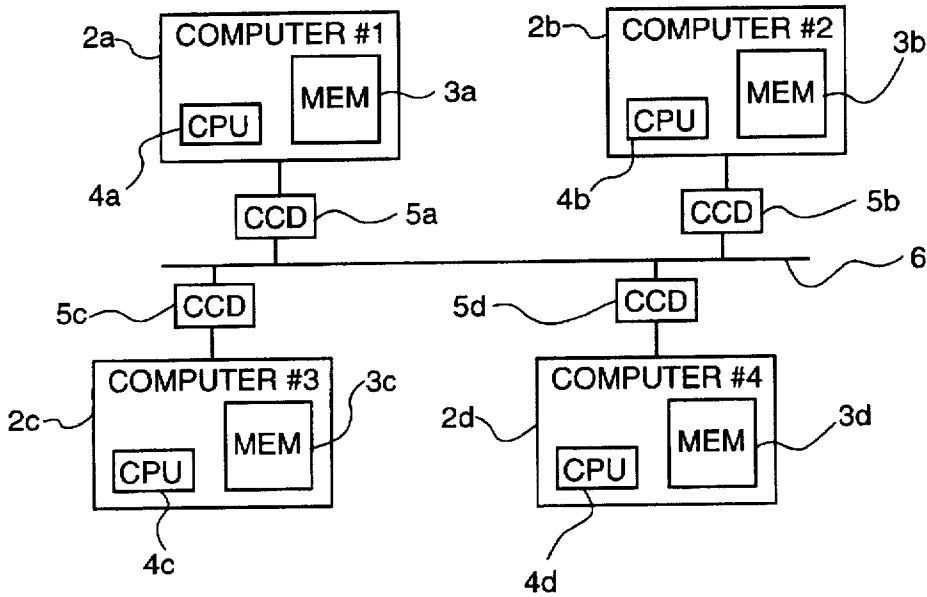 2a
COMPUTER #1
MEM
3a
CPU
4a
CCD
5a
2b
COMPUTER #2
MEM
3b
CPU
4b
CCD
5b
6
5c
CCD
5d
CCD
COMPUTER #3
3c
2c
MEM
CPU
4c
COMPUTER #4
2d
MEM
3d
CPU
4d